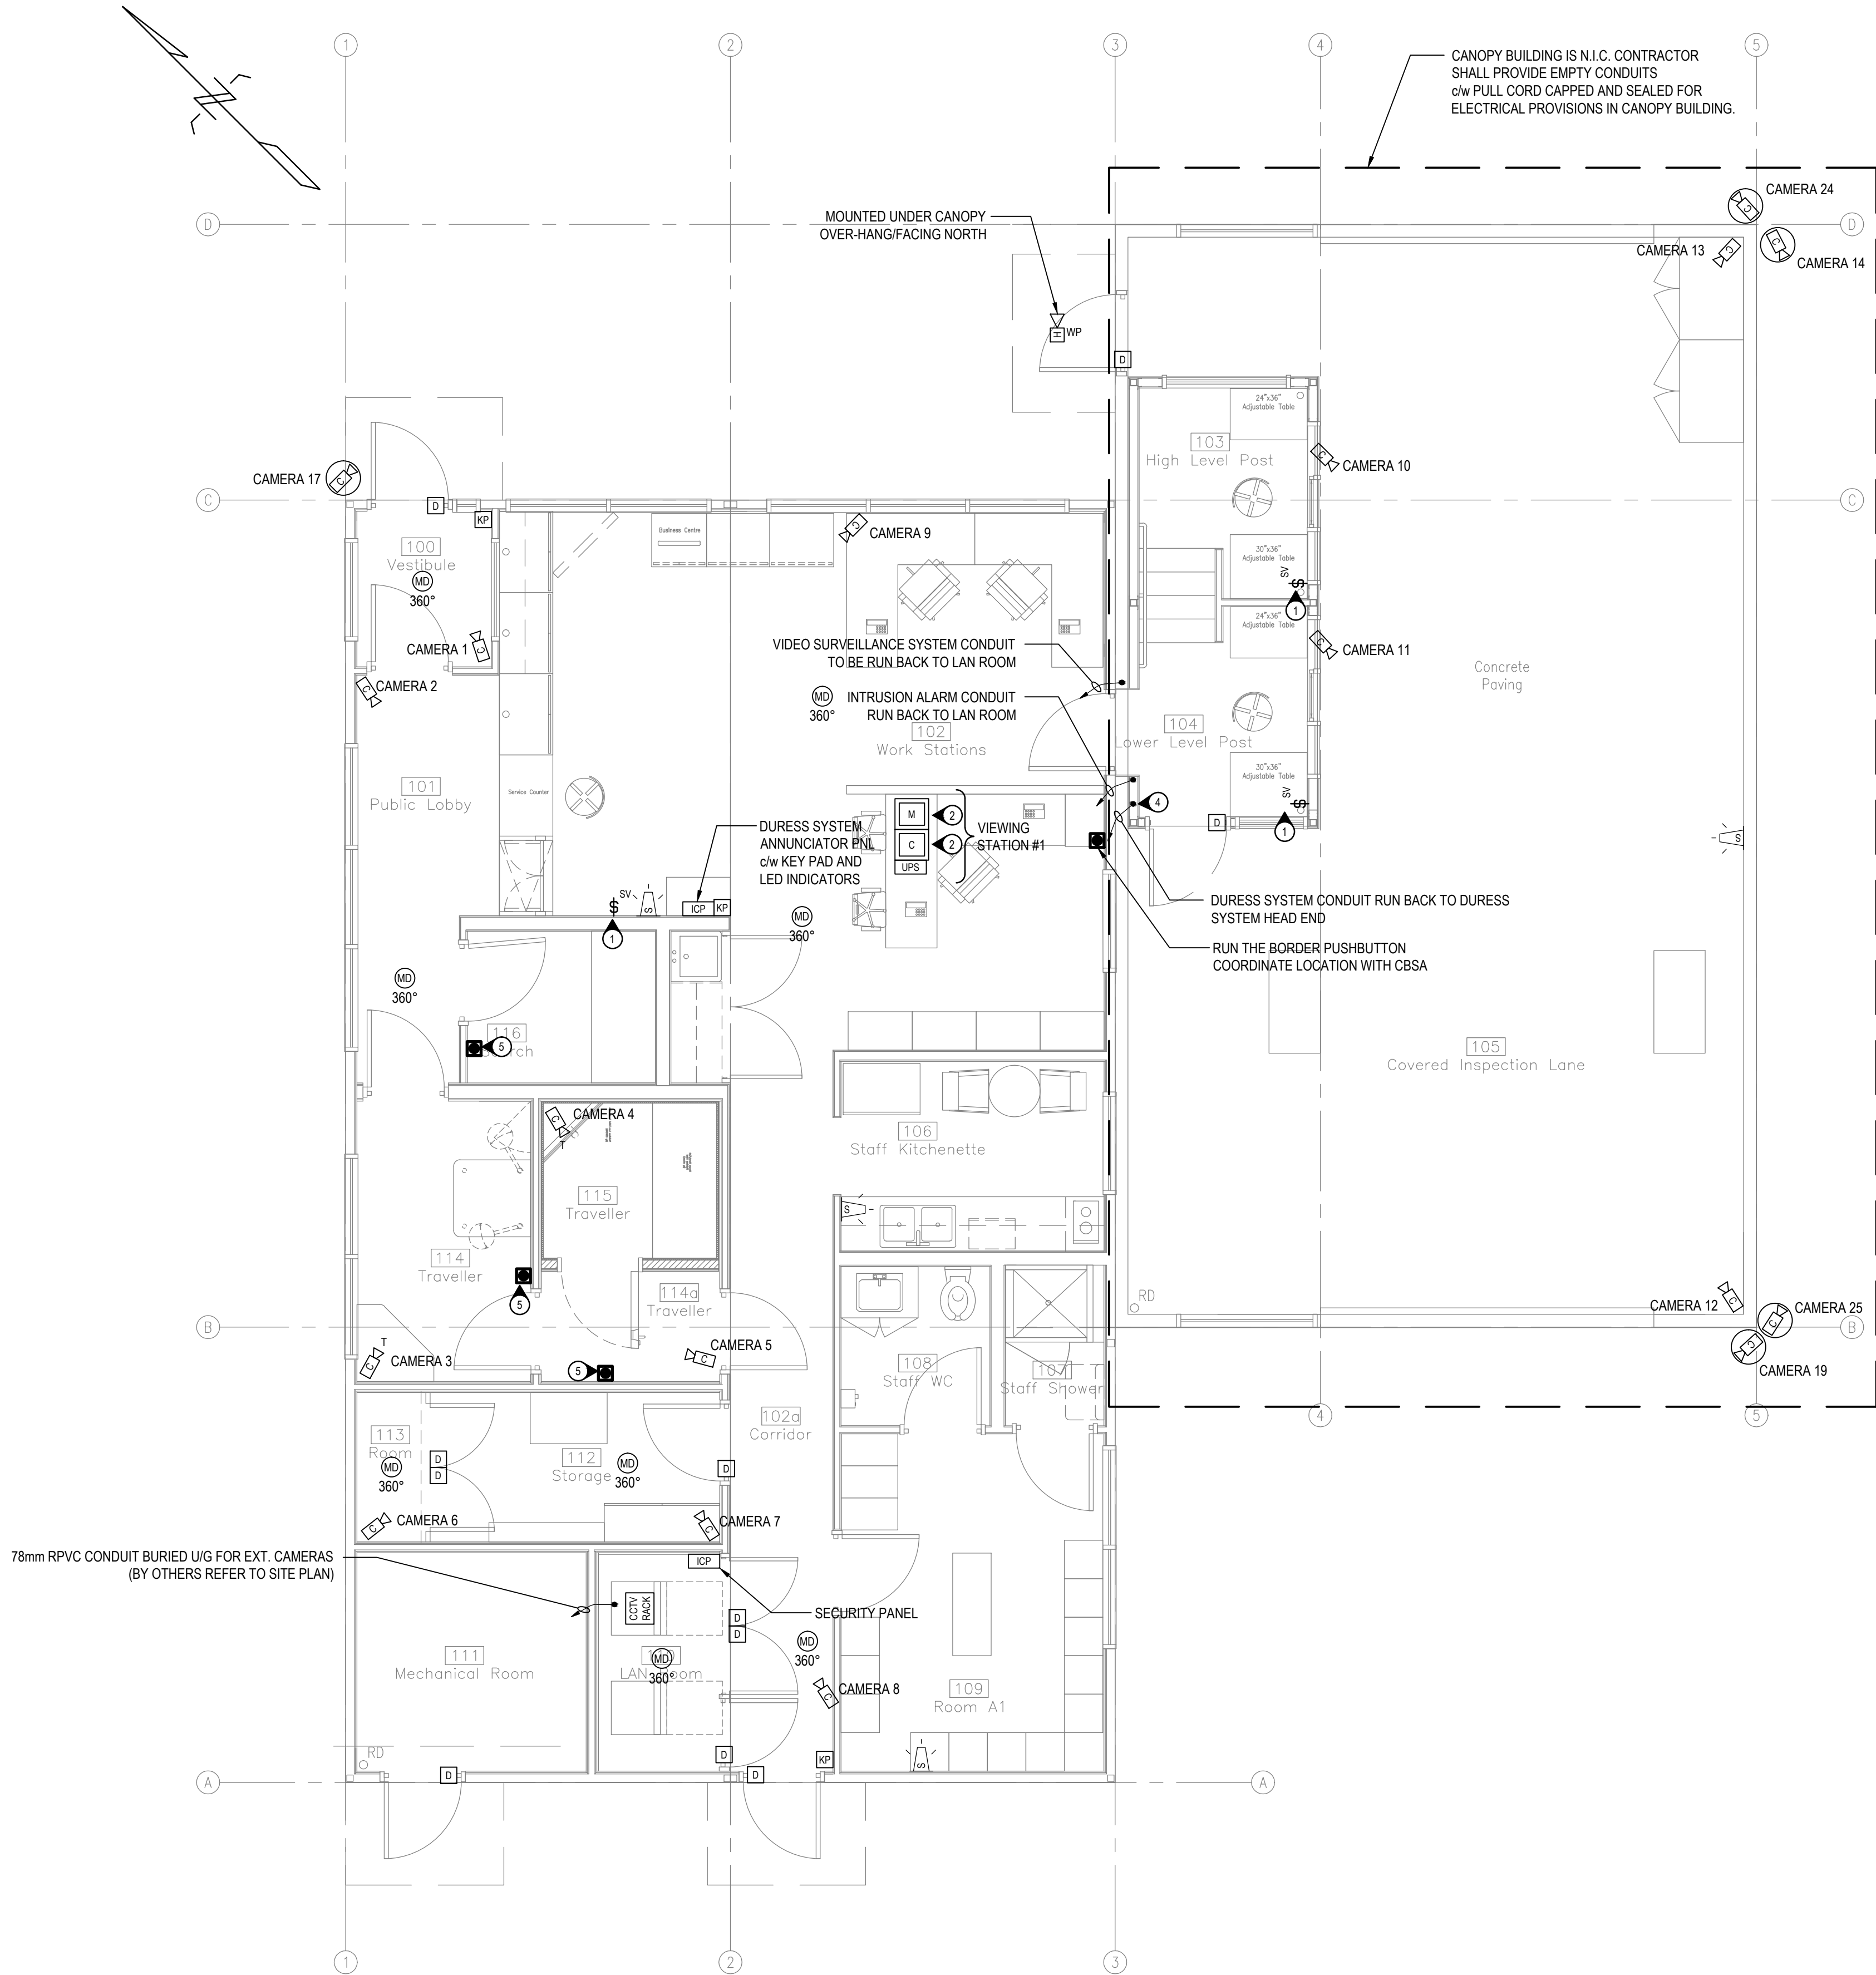 1
2
3
4
5
CANOPY BUILDING IS N.I.C. CONTRACTOR
SHALL PROVIDE EMPTY CONDUITS
c/w PULL CORD CAPPED AND SEALED FOR
ELECTRICAL PROVISIONS IN CANOPY BUILDING.
CAMERA 24
C
MOUNTED UNDER CANOPY
OVER-HANG/FACING NORTH
D
D
CAMERA 13
C
C
CAMERA 14
H
WP
D
24"x36"
Adjustable Table
103
High Level Post
C
CAMERA 10
CAMERA 17
C
C
C
D
KP
Business Centre
C
CAMERA 9
100
Vestibule
MD
360°
30"x36"
Adjustable Table
SV
$
1
24"x36"
Adjustable Table
CAMERA 1
C
VIDEO SURVEILLANCE SYSTEM CONDUIT
TO BE RUN BACK TO LAN ROOM
C
CAMERA 11
C
CAMERA 2
Concrete
Paving
MD
360°
INTRUSION ALARM CONDUIT
RUN BACK TO LAN ROOM
102
Work Stations
104
Lower Level Post
30"x36"
Adjustable Table
101
Public Lobby
Service Counter
SV
$
1
4
M
2
C
2
UPS
VIEWING
STATION #1
DURESS SYSTEM
ANNUNCIATOR PNL
c/w KEY PAD AND
LED INDICATORS
D
S
SV
$
1
S
ICP
KP
DURESS SYSTEM CONDUIT RUN BACK TO DURESS
SYSTEM HEAD END
MD
360°
RUN THE BORDER PUSHBUTTON
COORDINATE LOCATION WITH CBSA
MD
360°
116
5
105
Covered Inspection Lane
C
CAMERA 4
T
106
Staff Kitchenette
115
Traveller
S
114
Traveller
5
114a
Traveller
RD
CAMERA 12
C
C
CAMERA 25
B
B
C
CAMERA 19
T
C
CAMERA 3
C
CAMERA 5
5
108
Staff WC
107
Staff Shower
102a
Corridor
4
5
113
Room
MD
360°
D
D
112
Storage
MD
360°
D
C
CAMERA 6
C
CAMERA 7
78mm RPVC CONDUIT BURIED U/G FOR EXT. CAMERAS
(BY OTHERS REFER TO SITE PLAN)
ICP
CCTV
RACK
SECURITY PANEL
D
D
111
Mechanical Room
LAN Room
MD
360°
MD
360°
C
CAMERA 8
109
Room A1
RD
D
D
D
KP
S
A
A
1
2
3